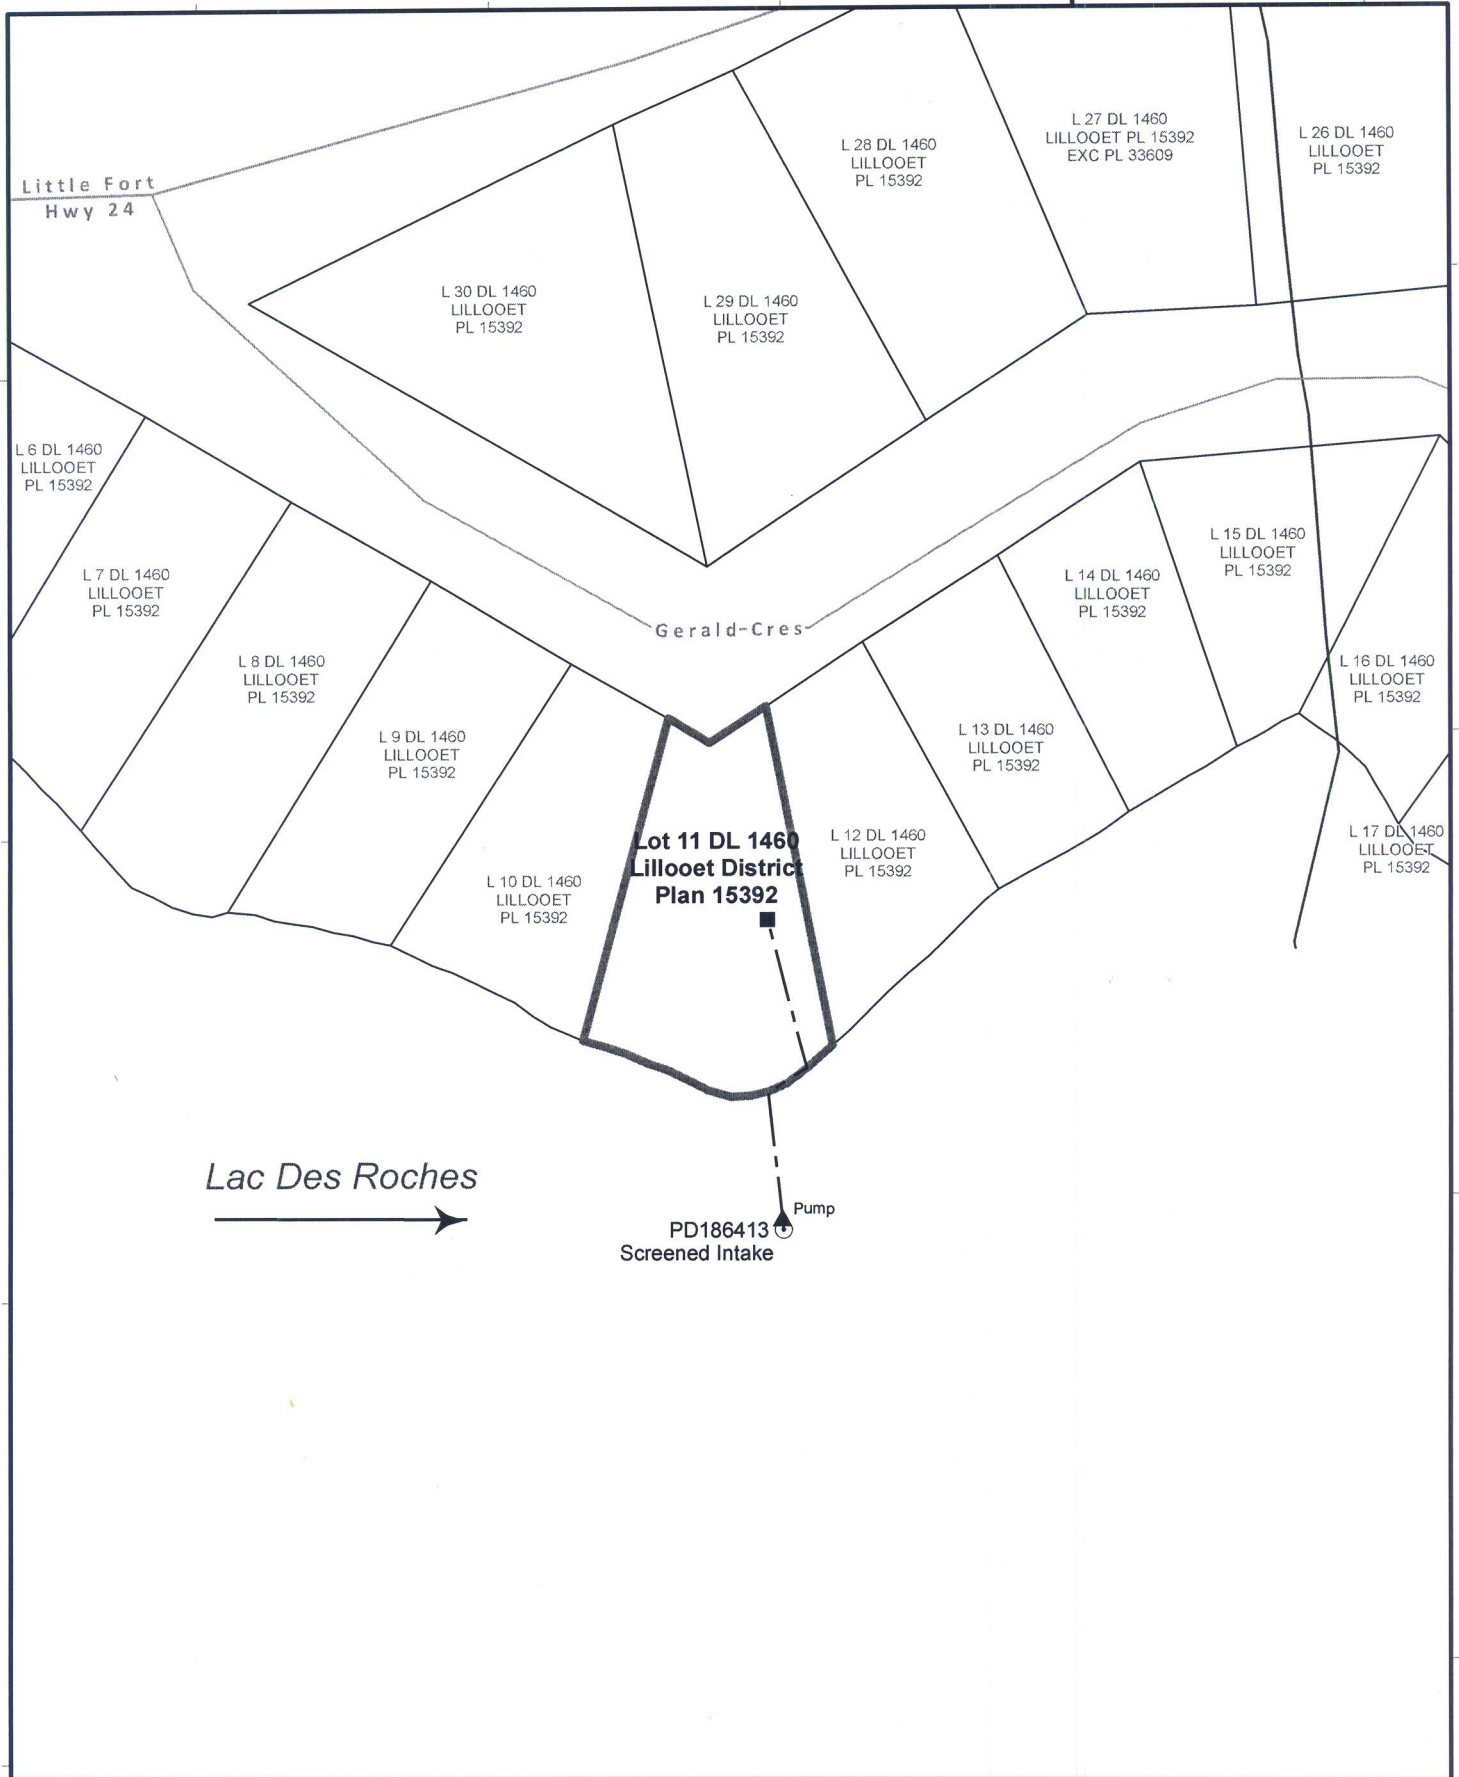 L 27 DL 1460
LILLOOET PL 15392
EXC PL 33609
L 26 DL 1460
LILLOOET
PL 15392
L 28 DL 1460
LILLOOET
PL 15392
Little Fort
Hwy 24
L 30 DL 1460
LILLOOET
PL 15392
L 29 DL 1460
LILLOOET
PL 15392
L 6 DL 1460
LILLOOET
PL 15392
L 7 DL 1460
LILLOOET
PL 15392
L 15 DL 1460
LILLOOET
PL 15392
L 14 DL 1460
LILLOOET
PL 15392
Gerald-Cres
L 8 DL 1460
LILLOOET
PL 15392
L 16 DL 1460
LILLOOET
PL 15392
L 9 DL 1460
LILLOOET
PL 15392
L 13 DL 1460
LILLOOET
PL 15392
L 10 DL 1460
LILLOOET
PL 15392
Lot 11 DL 1460
Lillooet District
Plan 15392
L 12 DL 1460
LILLOOET
PL 15392
L 17 DL 1460
LILLOOET
PL 15392
Lac Des Roches
Pump
PD186413
Screened Intake